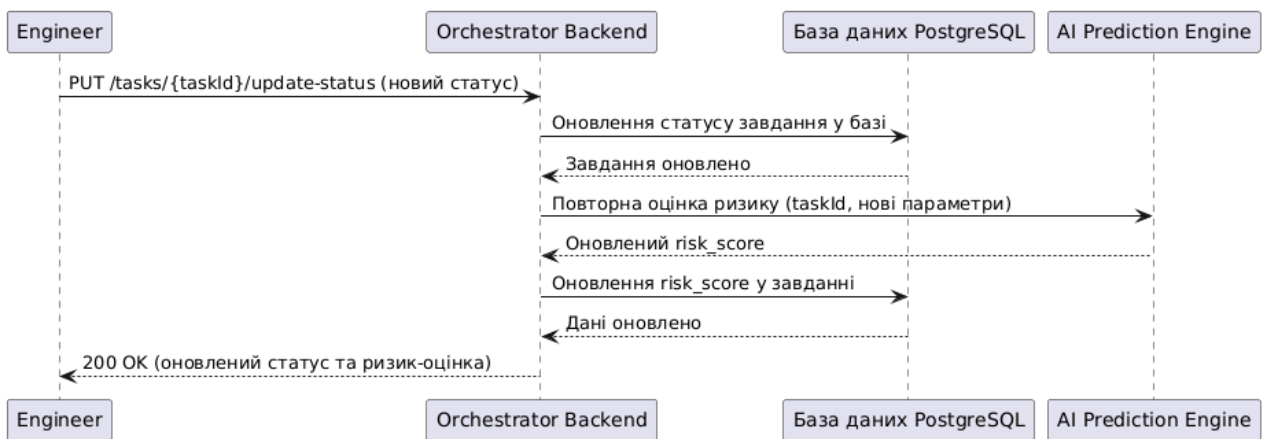 Engineer
Orchestrator Backend
База даних PostgreSQL
AI Prediction Engine
PUT /tasks/{taskId}/update-status (новий статус)
Оновлення статусу завдання у базі
Завдання оновлено
Повторна оцінка ризику (taskId, нові параметри)
Оновлений risk_score
Оновлення risk_score у завданні
Дані оновлено
200 OK (оновлений статус та ризик-оцінка)
Engineer
Orchestrator Backend
База даних PostgreSQL
AI Prediction Engine